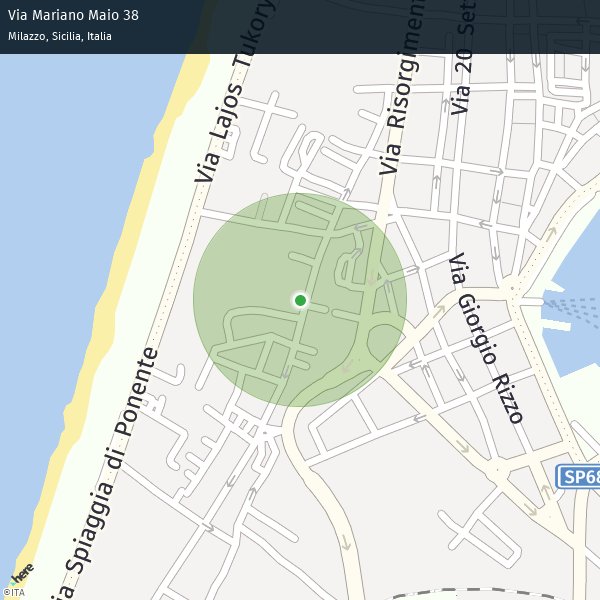 Via Mariano Maio 38
Milazzo, Sicilia, Italia
Via Lajos Tukory
Via Risorgiment
Via 20 Set
Via Giorgio Rizzo
ia Spiaggia di Ponente
SP68
here
©ITA